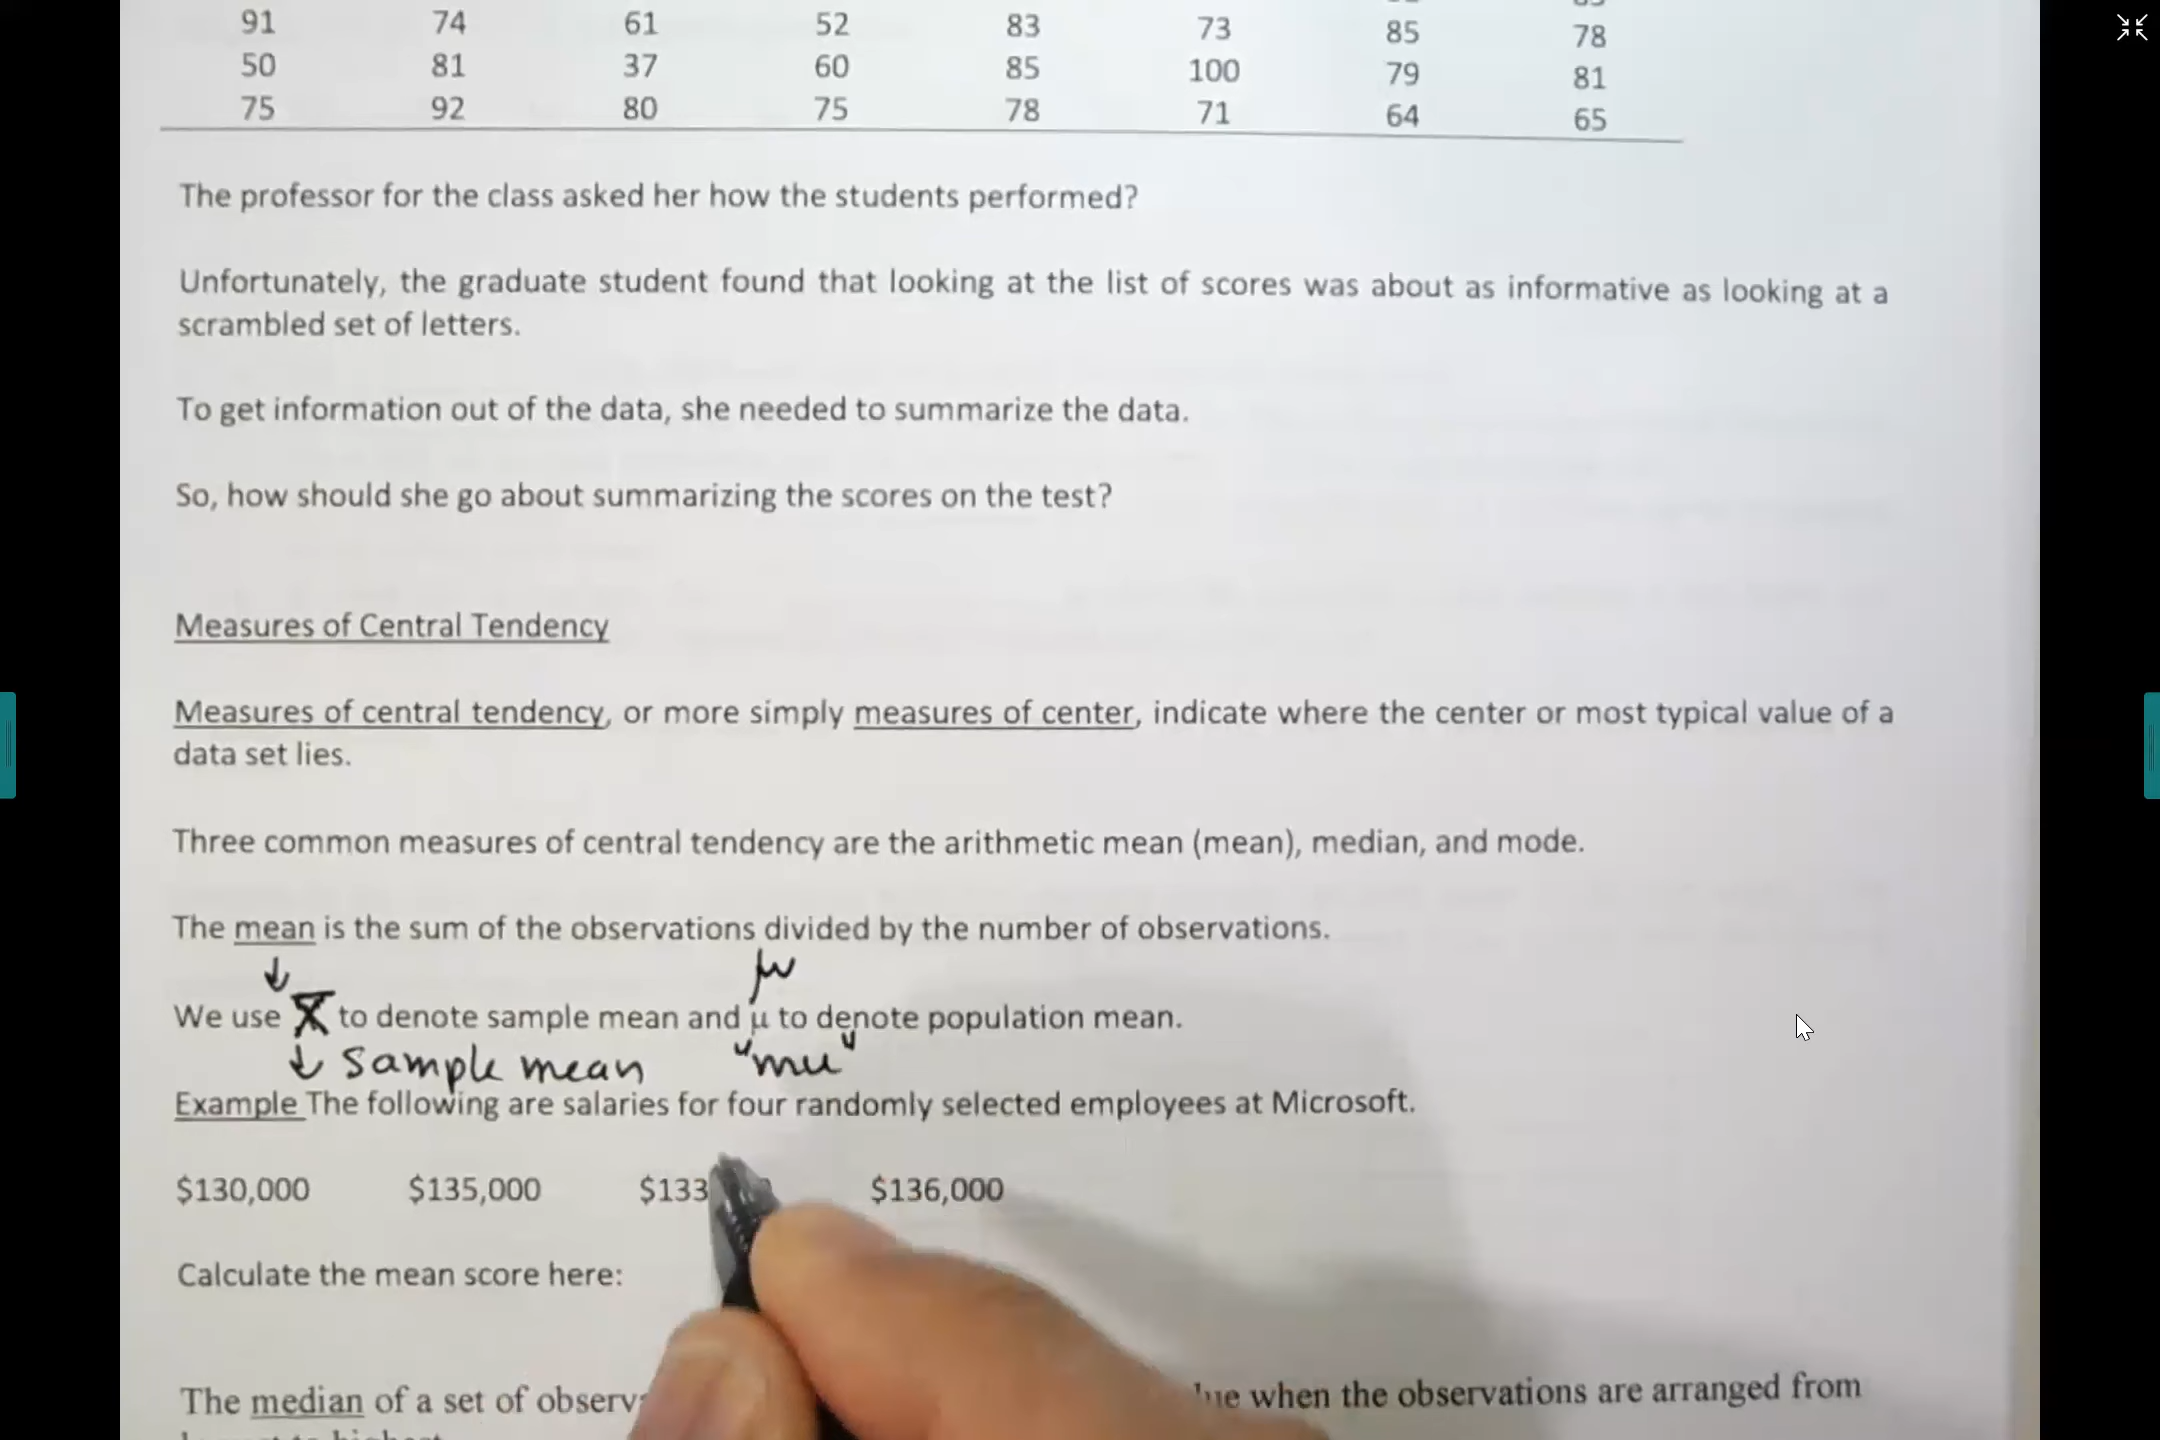 91 74 61 52 83 73 85 78
50 81 37 60 85 100 79 81
75 92 80 75 78 71 64 65
The professor for the class asked her how the students performed?
Unfortunately, the graduate student found that looking at the list of scores was about as informative as looking at a
scrambled set of letters.
To get information out of the data, she needed to summarize the data.
So, how should she go about summarizing the scores on the test?
Measures of Central Tendency
Measures of central tendency, or more simply measures of center, indicate where the center or most typical value of a
data set lies.
Three common measures of central tendency are the arithmetic mean (mean), median, and mode.
The mean is the sum of the observations divided by the number of observations.
↓ μ
We use x̄ to denote sample mean and μ to denote population mean.
↓ sample mean "mu"
Example The following are salaries for four randomly selected employees at Microsoft.
$130,000 $135,000 $133 $136,000
Calculate the mean score here:
The median of a set of when the observations are arranged from